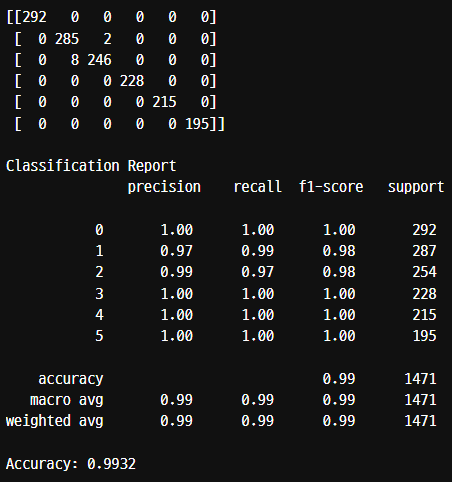 [[292   0   0   0   0   0]
 [  0 285   2   0   0   0]
 [  0   8 246   0   0   0]
 [  0   0   0 228   0   0]
 [  0   0   0   0 215   0]
 [  0   0   0   0   0 195]]
Classification Report
              precision    recall  f1-score   support
           0       1.00      1.00      1.00       292
           1       0.97      0.99      0.98       287
           2       0.99      0.97      0.98       254
           3       1.00      1.00      1.00       228
           4       1.00      1.00      1.00       215
           5       1.00      1.00      1.00       195
    accuracy                           0.99      1471
   macro avg       0.99      0.99      0.99      1471
weighted avg       0.99      0.99      0.99      1471
Accuracy: 0.9932